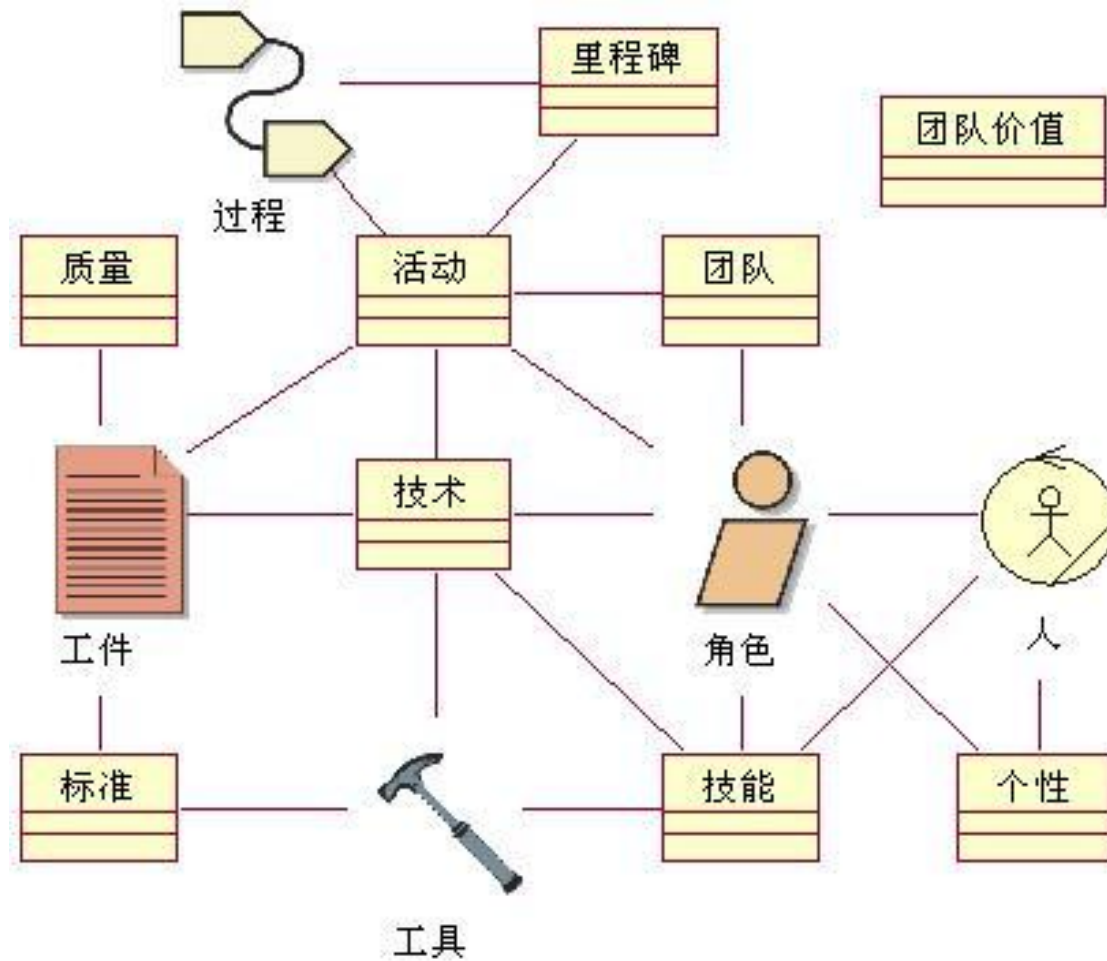 里程碑
团队价值
过程
质量
活动
团队
技术
工件
角色
人
标准
技能
个性
工具